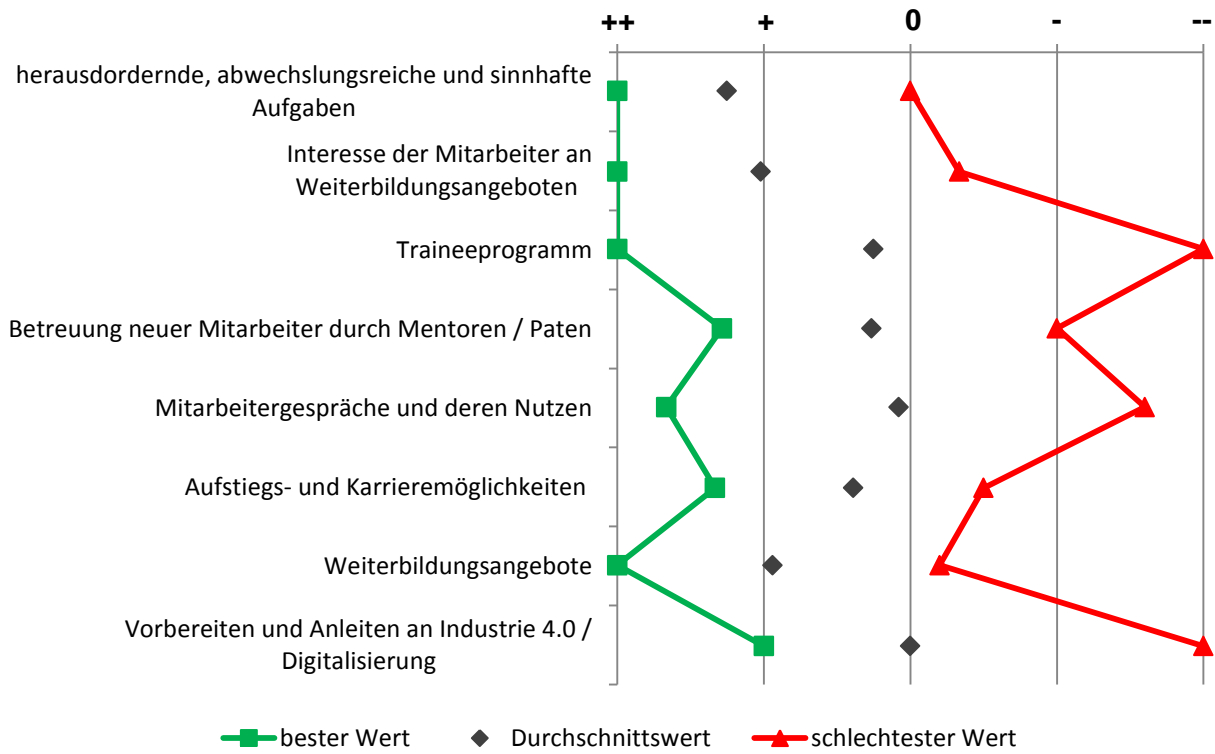 ++ + 0 - --
herausdordernde, abwechslungsreiche und sinnhafte
Aufgaben
Interesse der Mitarbeiter an
Weiterbildungsangeboten
Traineeprogramm
Betreuung neuer Mitarbeiter durch Mentoren / Paten
Mitarbeitergespräche und deren Nutzen
Aufstiegs- und Karrieremöglichkeiten
Weiterbildungsangebote
Vorbereiten und Anleiten an Industrie 4.0 /
Digitalisierung
bester Wert Durchschnittswert schlechtester Wert